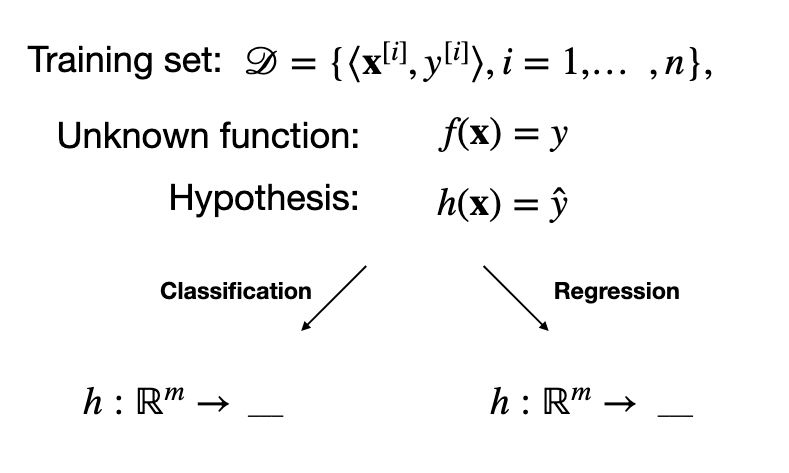 Training set: 𝒟 = {⟨𝐱^[i], y^[i]⟩, i = 1,… , n},
Unknown function: f(𝐱) = y
Hypothesis: h(𝐱) = ŷ
Classification Regression
h : ℝ^m → __ h : ℝ^m → __